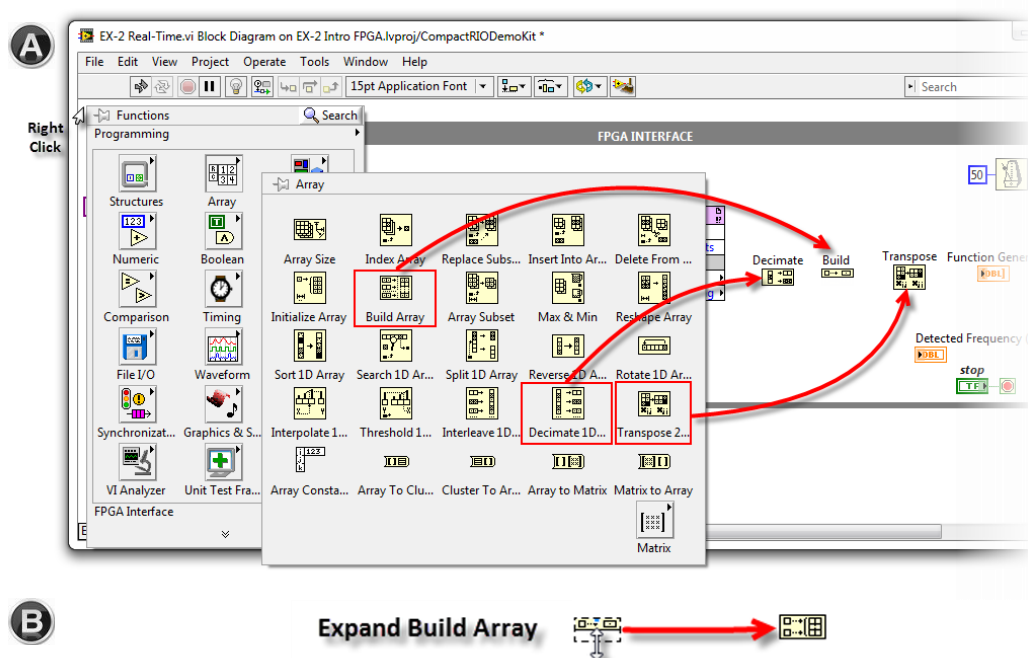 A
EX-2 Real-Time.vi Block Diagram on EX-2 Intro FPGA.lvproj/CompactRIODemoKit *
File Edit View Project Operate Tools Window Help
15pt Application Font
Search
Right
Click
Functions
Search
Programming
FPGA INTERFACE
Array
50
Structures Array
Numeric Boolean
Array Size Index Array Replace Subs... Insert Into Ar... Delete From ...
Decimate Build Transpose Function Gener
DBL
Comparison Timing
Initialize Array Build Array Array Subset Max & Min Reshape Array
Detected Frequency
DBL
File I/O Waveform
Sort 1D Array Search 1D Ar... Split 1D Array Reverse 1D A... Rotate 1D Ar...
stop
TF
Synchronizat... Graphics & S...
Interpolate 1... Threshold 1... Interleave 1D... Decimate 1D... Transpose 2...
VI Analyzer Unit Test Fra...
Array Consta... Array To Clu... Cluster To Ar... Array to Matrix Matrix to Array
FPGA Interface
Matrix
B
Expand Build Array